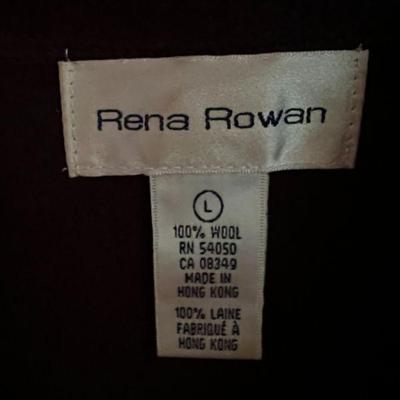 Rena Rowan
L
100% WOOL
RN 54050
CA 08349
MADE IN
HONG KONG
100% LAINE
FABRIQUÉ À
HONG KONG